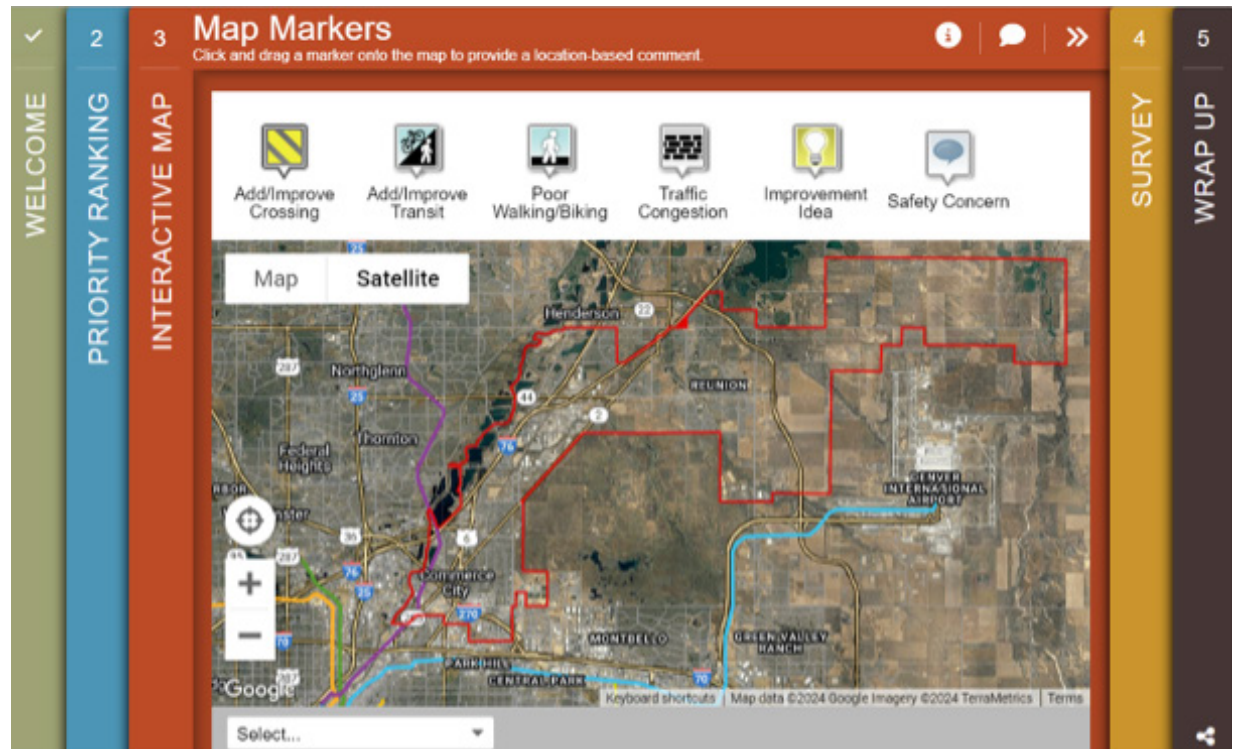 WELCOME
2
PRIORITY RANKING
3
INTERACTIVE MAP
Map Markers
Click and drag a marker onto the map to provide a location-based comment.
4
SURVEY
5
WRAP UP
Add/Improve
Crossing
Add/Improve
Transit
Poor
Walking/Biking
Traffic
Congestion
Improvement
Idea
Safety Concern
Map
Satellite
25
Henderson
22
287
Northglenn
25
REUNION
44
2
Thornton
76
Federal
Heights
DENVER
INTERNATIONAL
AIRPORT
36
6
287
76
25
Commerce
City
270
70
MONTBELLO
GREEN VALLEY
RANCH
PARK HILL
CENTRAL PARK
70
287
Google
Keyboard shortcuts
Map data ©2024 Google Imagery ©2024 TerraMetrics
Terms
Select...